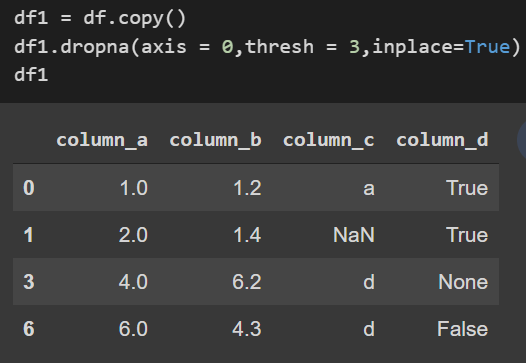 df1 = df.copy()
df1.dropna(axis = 0,thresh = 3,inplace=True)
df1
column_a column_b column_c column_d
0 1.0 1.2 a True
1 2.0 1.4 NaN True
3 4.0 6.2 d None
6 6.0 4.3 d False